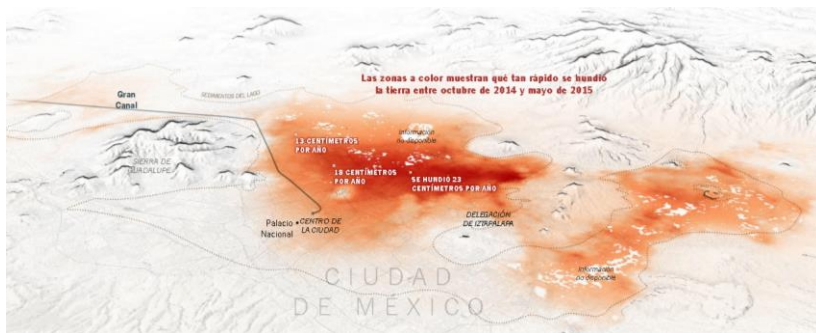 Las zonas a color muestran qué tan rápido se hundió
la tierra entre octubre de 2014 y mayo de 2015
Gran
Canal
SEDIMENTOS DEL LAGO
Información
no disponible
13 CENTÍMETROS
POR AÑO
SIERRA DE
GUADALUPE
18 CENTÍMETROS
POR AÑO
SE HUNDIÓ 23
CENTÍMETROS POR AÑO
Palacio
Nacional
CENTRO DE
LA CIUDAD
DELEGACIÓN
DE IZTAPALAPA
Información
no disponible
CIUDAD
DE MÉXICO